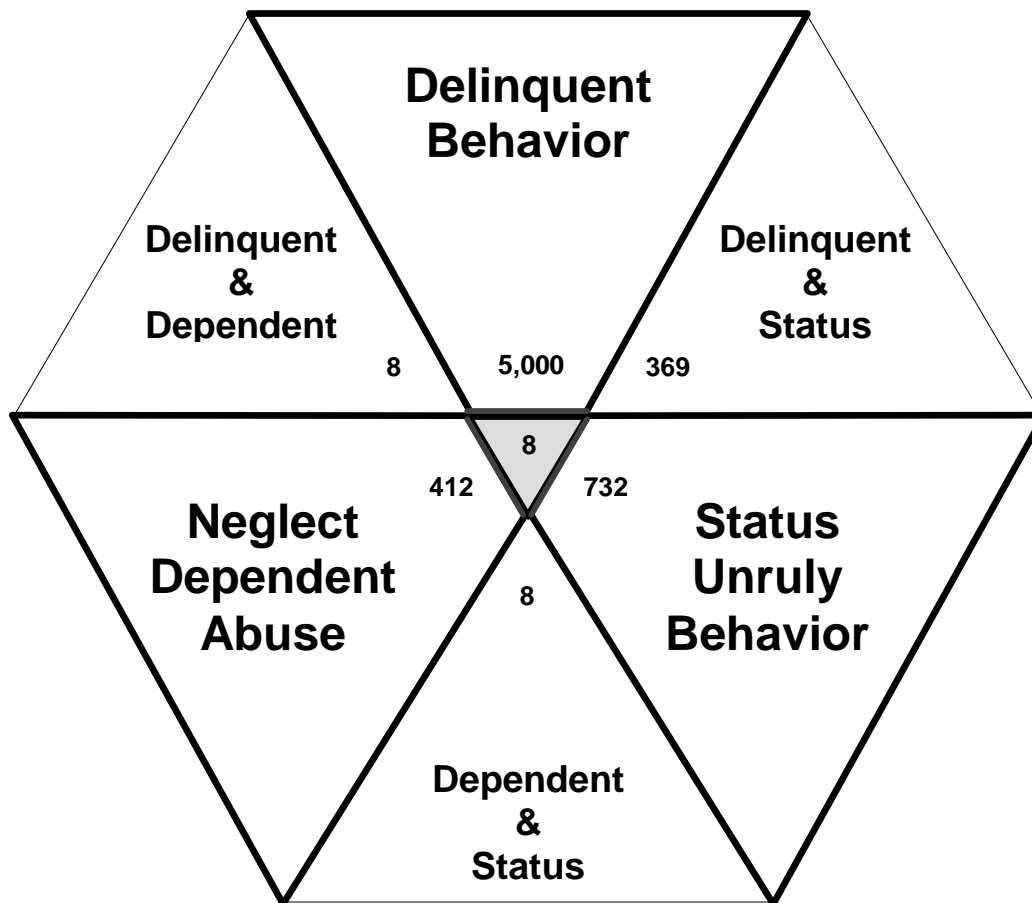 Delinquent
Behavior
Delinquent
&
Dependent
Delinquent
&
Status
8
5,000
369
8
412
732
Neglect
Dependent
Abuse
Status
Unruly
Behavior
8
Dependent
&
Status